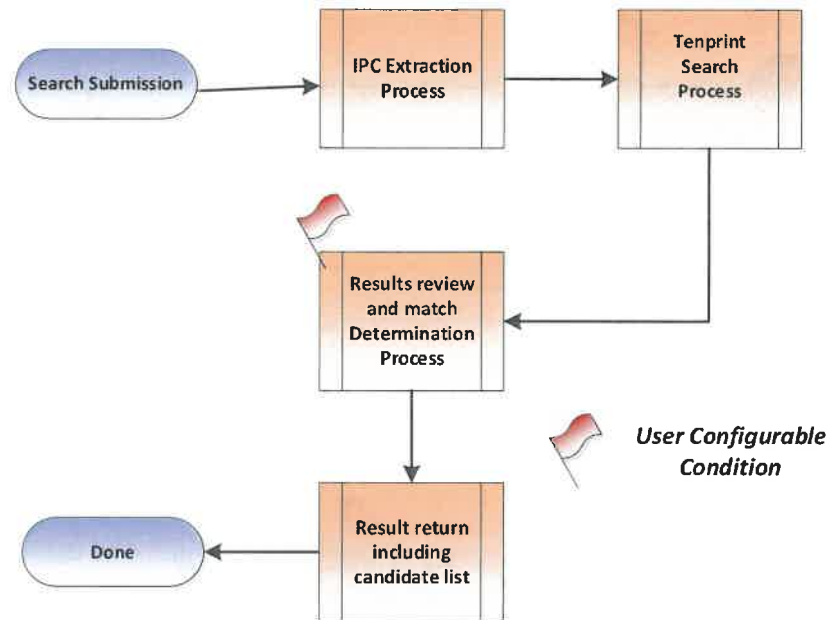 Search Submission
IPC Extraction
Process
Tenprint
Search
Process
Results review
and match
Determination
Process
User Configurable
Condition
Result return
including
candidate list
Done